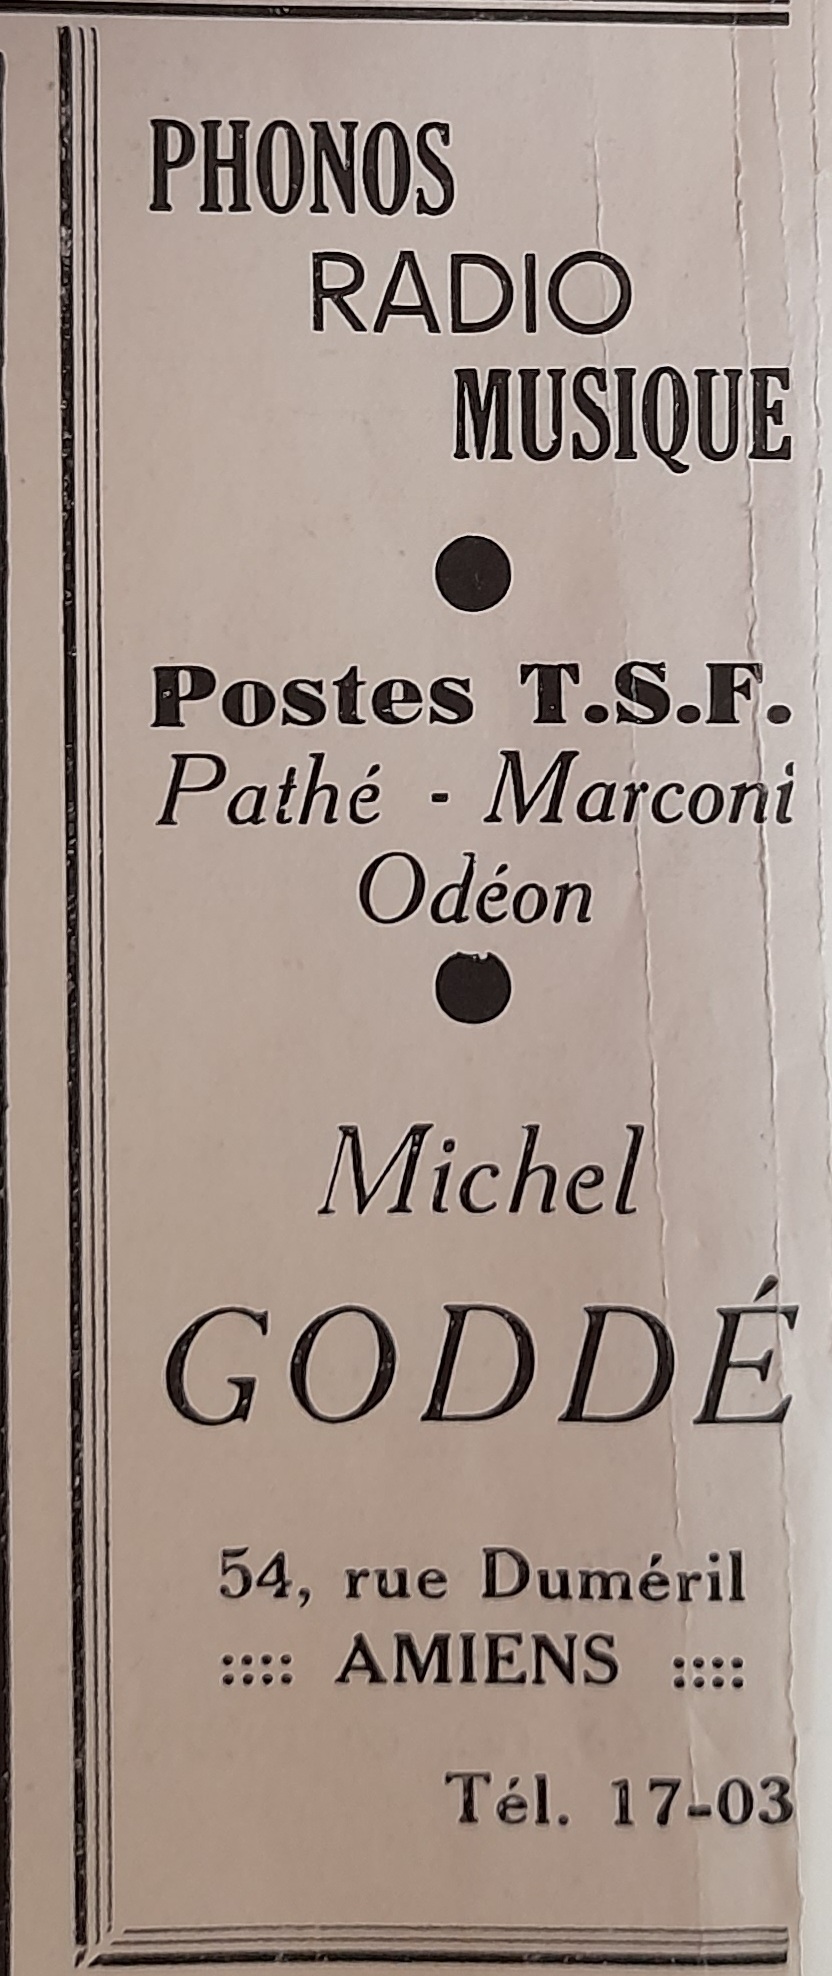 PHONOS
RADIO
MUSIQUE
Postes T.S.F.
Pathé - Marconi
Odéon
Michel
GODDÉ
54, rue Duméril
:::: AMIENS ::::
Tél. 17-03